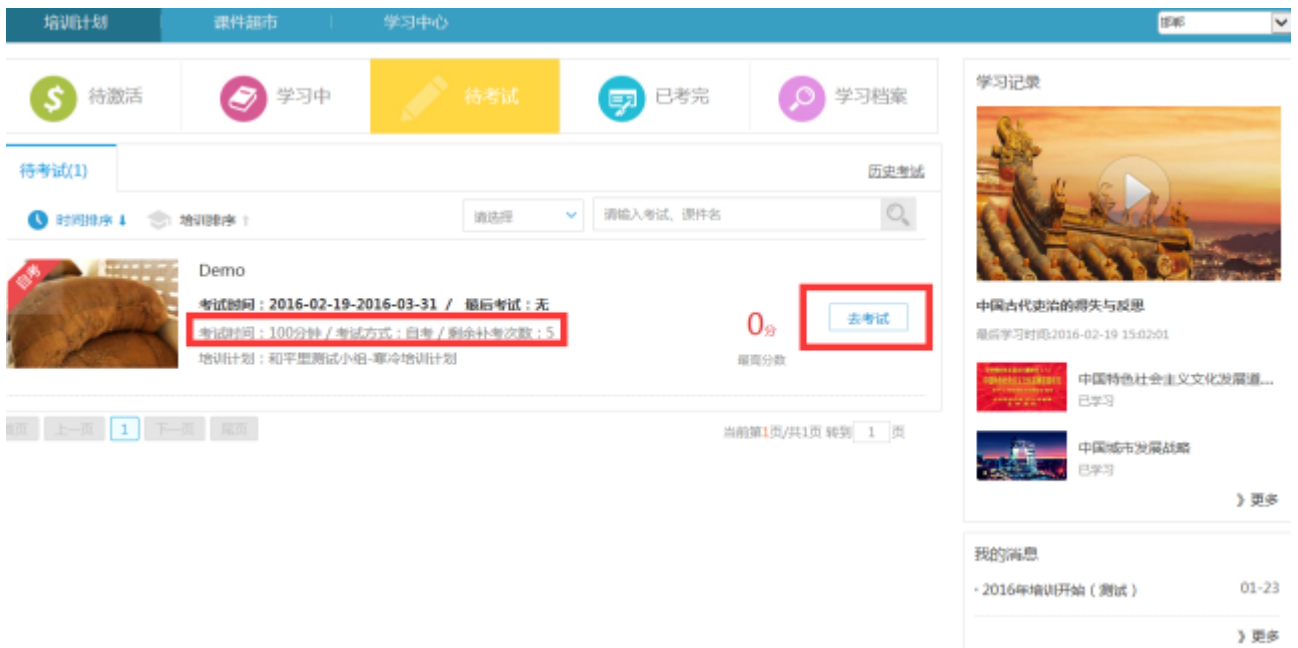 培训计划
课件超市
学习中心
邯郸
待激活
学习中
待考试
已考完
学习档案
待考试(1)
历史考试
时间排序
培训排序
请选择
请输入考试、课件名
自考
Demo
考试时间：2016-02-19-2016-03-31 / 最后考试：无
考试时间：100分钟 / 考试方式：自考 / 剩余补考次数：5
培训计划：和平里测试小组-寒冷培训计划
0分
最高分数
去考试
上一页
1
下一页
尾页
当前第1页/共1页 转到 1 页
学习记录
中国古代吏治的得失与反思
最后学习时间:2016-02-19 15:02:01
中国特色社会主义文化发展道...
已学习
中国城市发展战略
已学习
》更多
我的消息
· 2016年培训开始（测试） 01-23
》更多